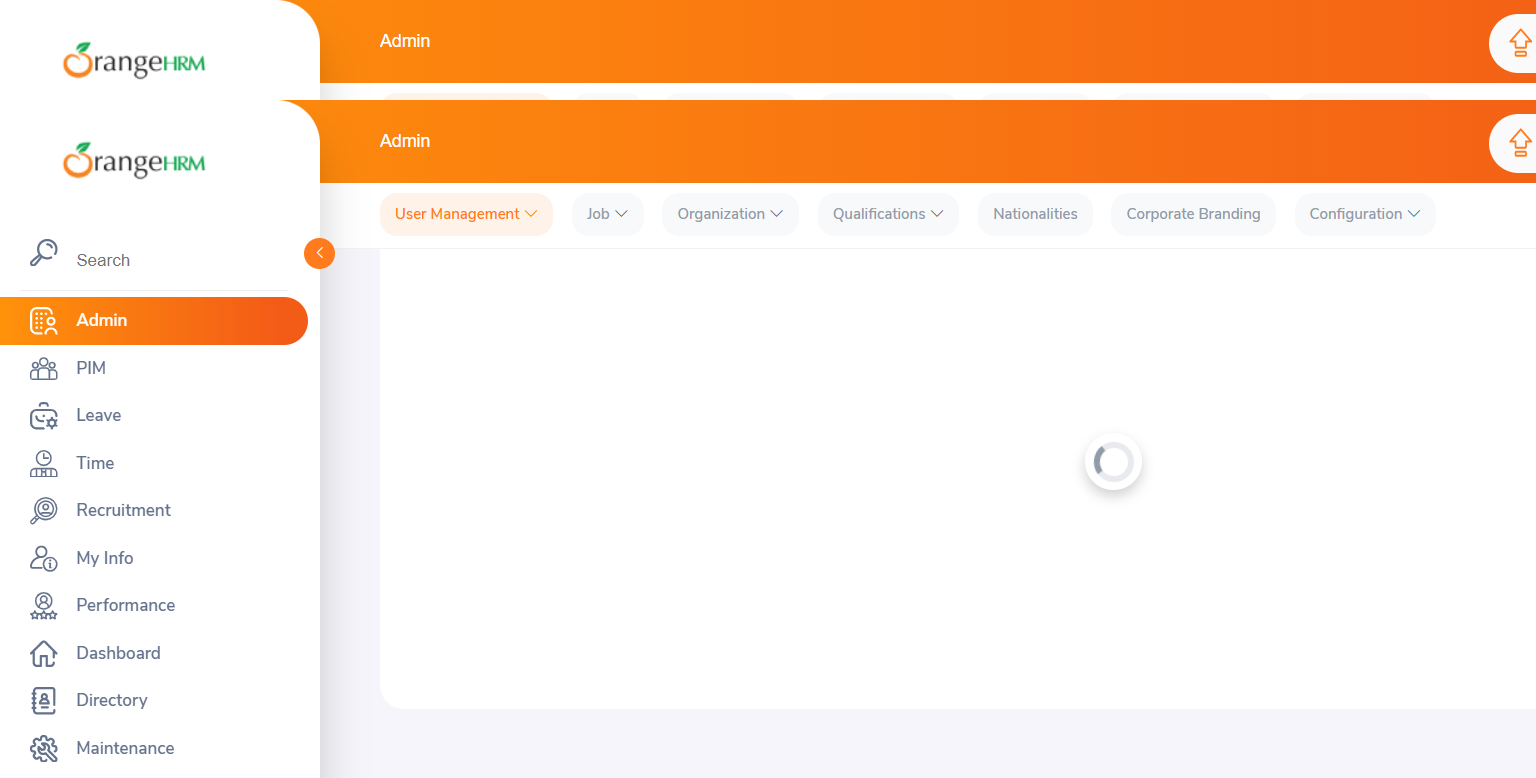 OrangeHRM
Admin
OrangeHRM
Admin
User Management
Job
Organization
Qualifications
Nationalities
Corporate Branding
Configuration
Search
Admin
PIM
Leave
Time
Recruitment
My Info
Performance
Dashboard
Directory
Maintenance